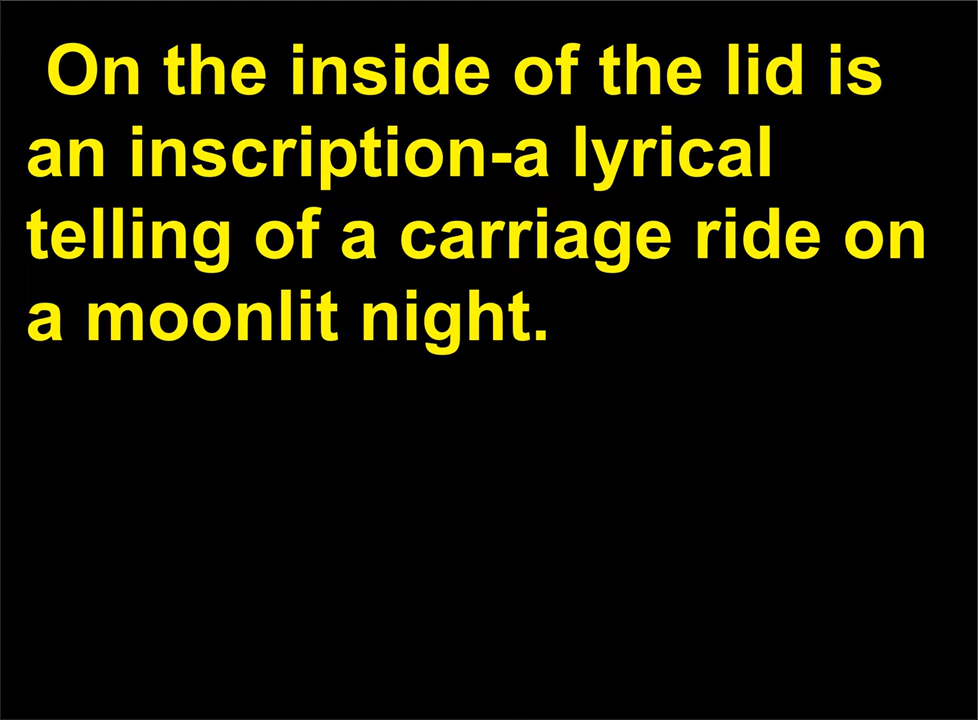 On the inside of the lid is
an inscription-a lyrical
telling of a carriage ride on
a moonlit night.